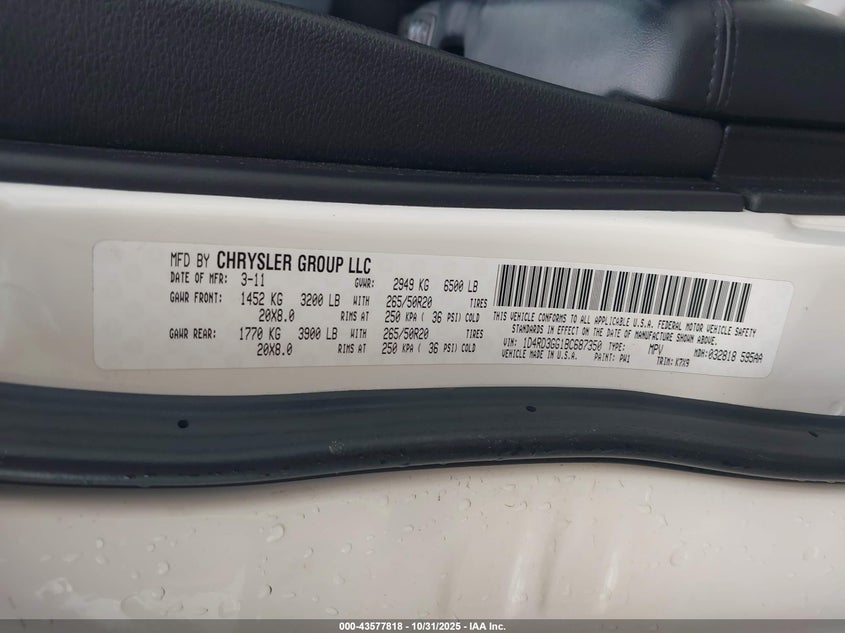 MFD BY CHRYSLER GROUP LLC
DATE OF MFR: 3-11 GVWR: 2949 KG 6500 LB
GAWR FRONT: 1452 KG 3200 LB WITH 265/50R20 TIRES
20X8.0 RIMS AT 250 KPA ( 36 PSI) COLD
GAWR REAR: 1770 KG 3900 LB WITH 265/50R20 TIRES
20X8.0 RIMS AT 250 KPA ( 36 PSI) COLD
THIS VEHICLE CONFORMS TO ALL APPLICABLE U.S.A. FEDERAL MOTOR VEHICLE SAFETY
STANDARDS IN EFFECT ON THE DATE OF MANUFACTURE SHOWN ABOVE.
VIN: 1D4RD3GG1BC687350 TYPE: MPV MDH: 032818 595AA
VEHICLE MADE IN U.S.A. PAINT: PW1 TRIM: K7X9
000-43577818 - 10/31/2025 - IAA Inc.